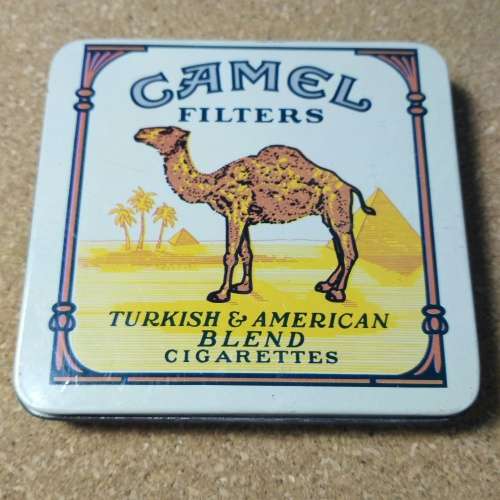 CAMEL
FILTERS
TURKISH & AMERICAN
BLEND
CIGARETTES